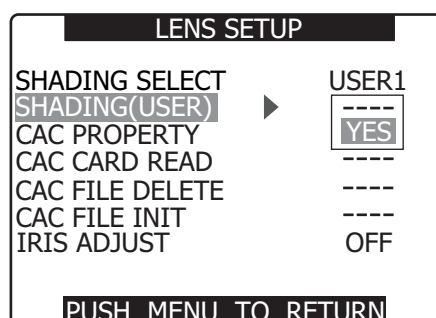 LENS SETUP
SHADING SELECT USER1
SHADING(USER) ----
YES
CAC PROPERTY
CAC CARD READ ----
CAC FILE DELETE ----
CAC FILE INIT ----
IRIS ADJUST OFF
PUSH MENU TO RETURN